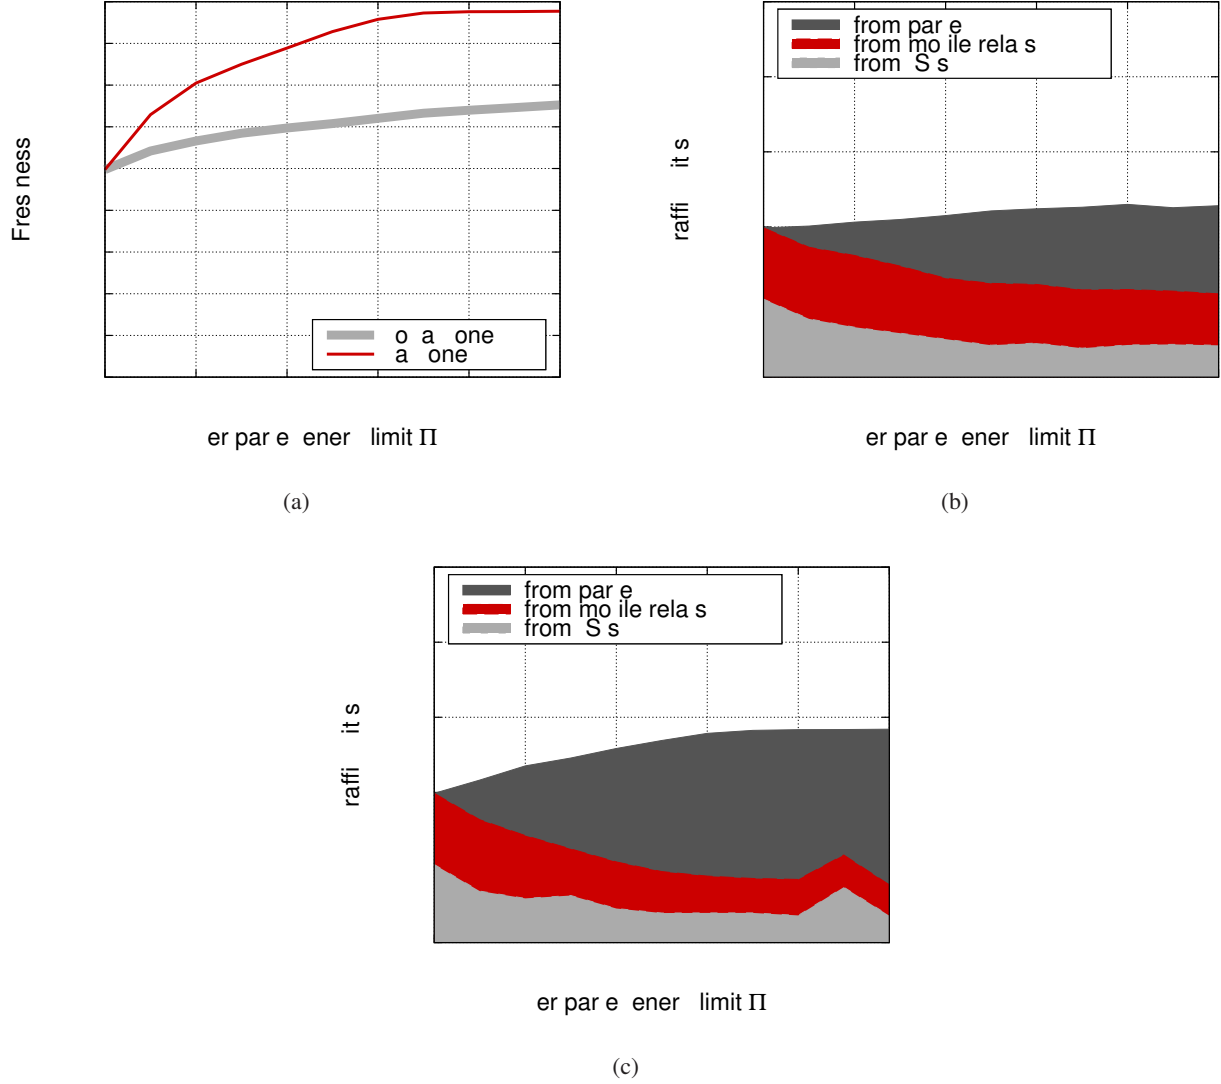 Fres ness
o a one
a one
er par e ener limit Π
(a)
from par e
from mo ile rela s
from S s
raffi it s
er par e ener limit Π
(b)
from par e
from mo ile rela s
from S s
raffi it s
er par e ener limit Π
(c)